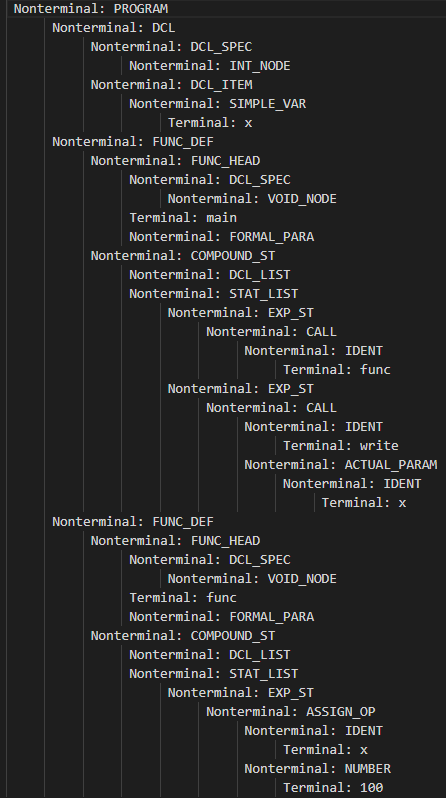 Nonterminal: PROGRAM
Nonterminal: DCL
Nonterminal: DCL_SPEC
Nonterminal: INT_NODE
Nonterminal: DCL_ITEM
Nonterminal: SIMPLE_VAR
Terminal: x
Nonterminal: FUNC_DEF
Nonterminal: FUNC_HEAD
Nonterminal: DCL_SPEC
Nonterminal: VOID_NODE
Terminal: main
Nonterminal: FORMAL_PARA
Nonterminal: COMPOUND_ST
Nonterminal: DCL_LIST
Nonterminal: STAT_LIST
Nonterminal: EXP_ST
Nonterminal: CALL
Nonterminal: IDENT
Terminal: func
Nonterminal: EXP_ST
Nonterminal: CALL
Nonterminal: IDENT
Terminal: write
Nonterminal: ACTUAL_PARAM
Nonterminal: IDENT
Terminal: x
Nonterminal: FUNC_DEF
Nonterminal: FUNC_HEAD
Nonterminal: DCL_SPEC
Nonterminal: VOID_NODE
Terminal: func
Nonterminal: FORMAL_PARA
Nonterminal: COMPOUND_ST
Nonterminal: DCL_LIST
Nonterminal: STAT_LIST
Nonterminal: EXP_ST
Nonterminal: ASSIGN_OP
Nonterminal: IDENT
Terminal: x
Nonterminal: NUMBER
Terminal: 100